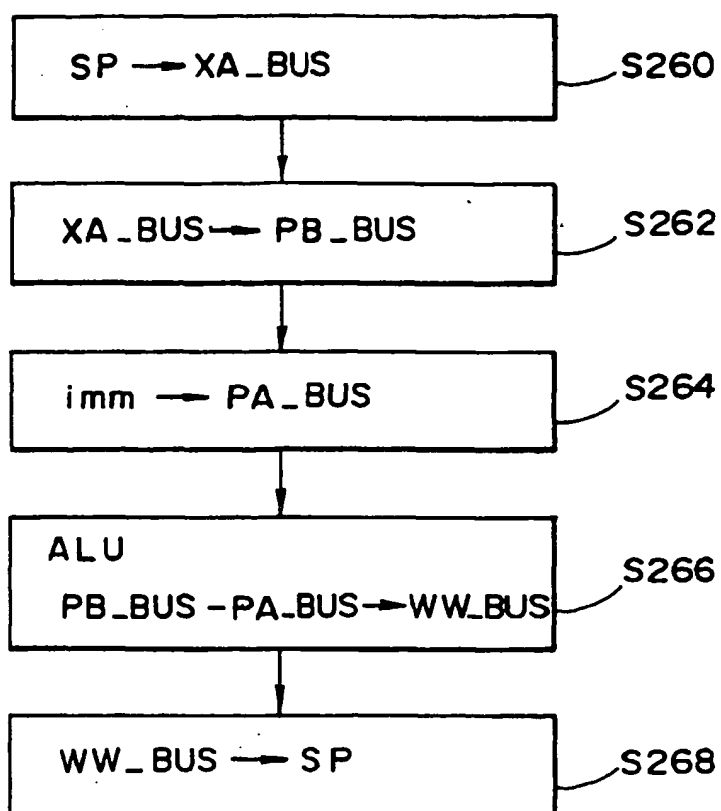 SP → XA_BUS
S260
XA_BUS → PB_BUS
S262
imm → PA_BUS
S264
ALU
PB_BUS - PA_BUS → WW_BUS
S266
WW_BUS → SP
S268